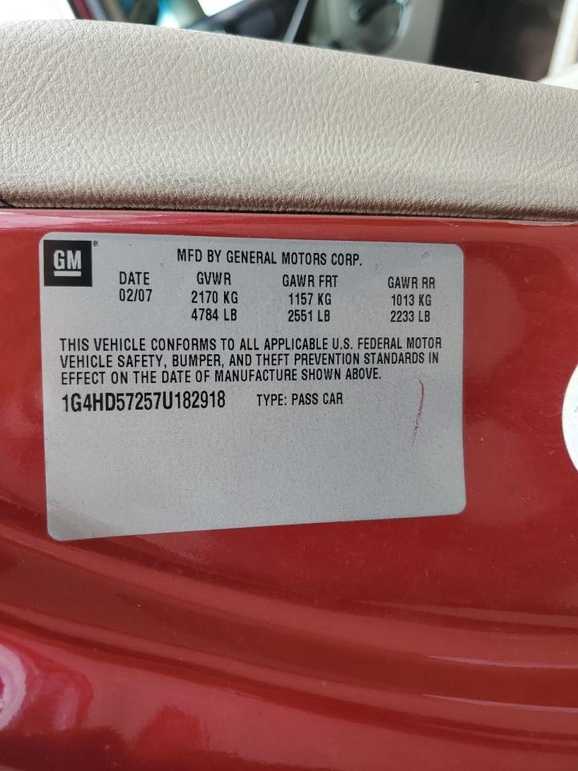 GM
MFD BY GENERAL MOTORS CORP.
DATE GVWR GAWR FRT GAWR RR
02/07 2170 KG 1157 KG 1013 KG
4784 LB 2551 LB 2233 LB
THIS VEHICLE CONFORMS TO ALL APPLICABLE U.S. FEDERAL MOTOR
VEHICLE SAFETY, BUMPER, AND THEFT PREVENTION STANDARDS IN
EFFECT ON THE DATE OF MANUFACTURE SHOWN ABOVE.
1G4HD57257U182918 TYPE: PASS CAR